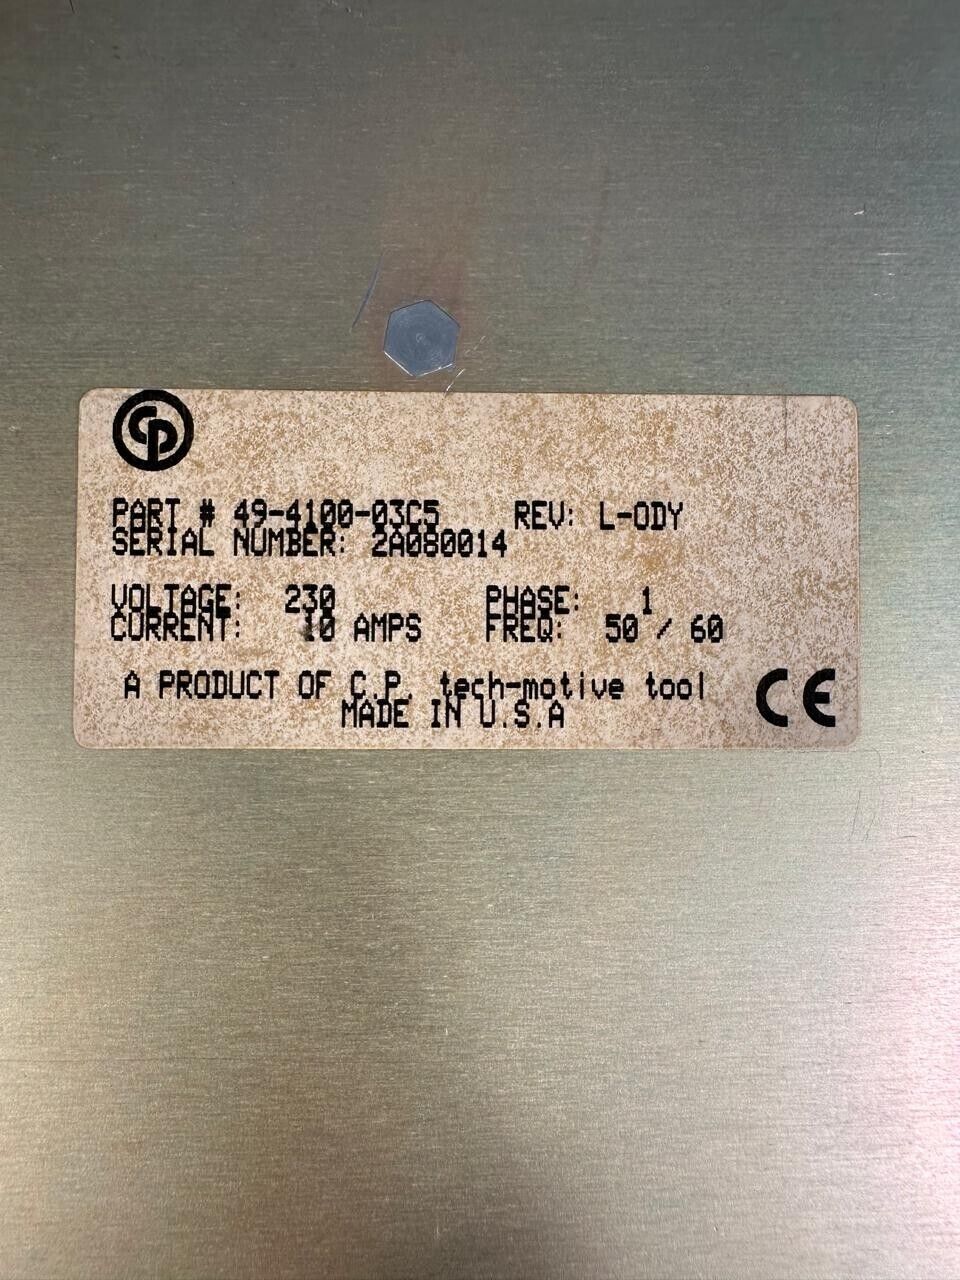 CP
PART # 49-4100-03C5 REV: L-ODY
SERIAL NUMBER: 2A080014
VOLTAGE: 230 PHASE: 1
CURRENT: 10 AMPS FREQ: 50 / 60
A PRODUCT OF C.P. tech-motive tool
MADE IN U.S.A
CE